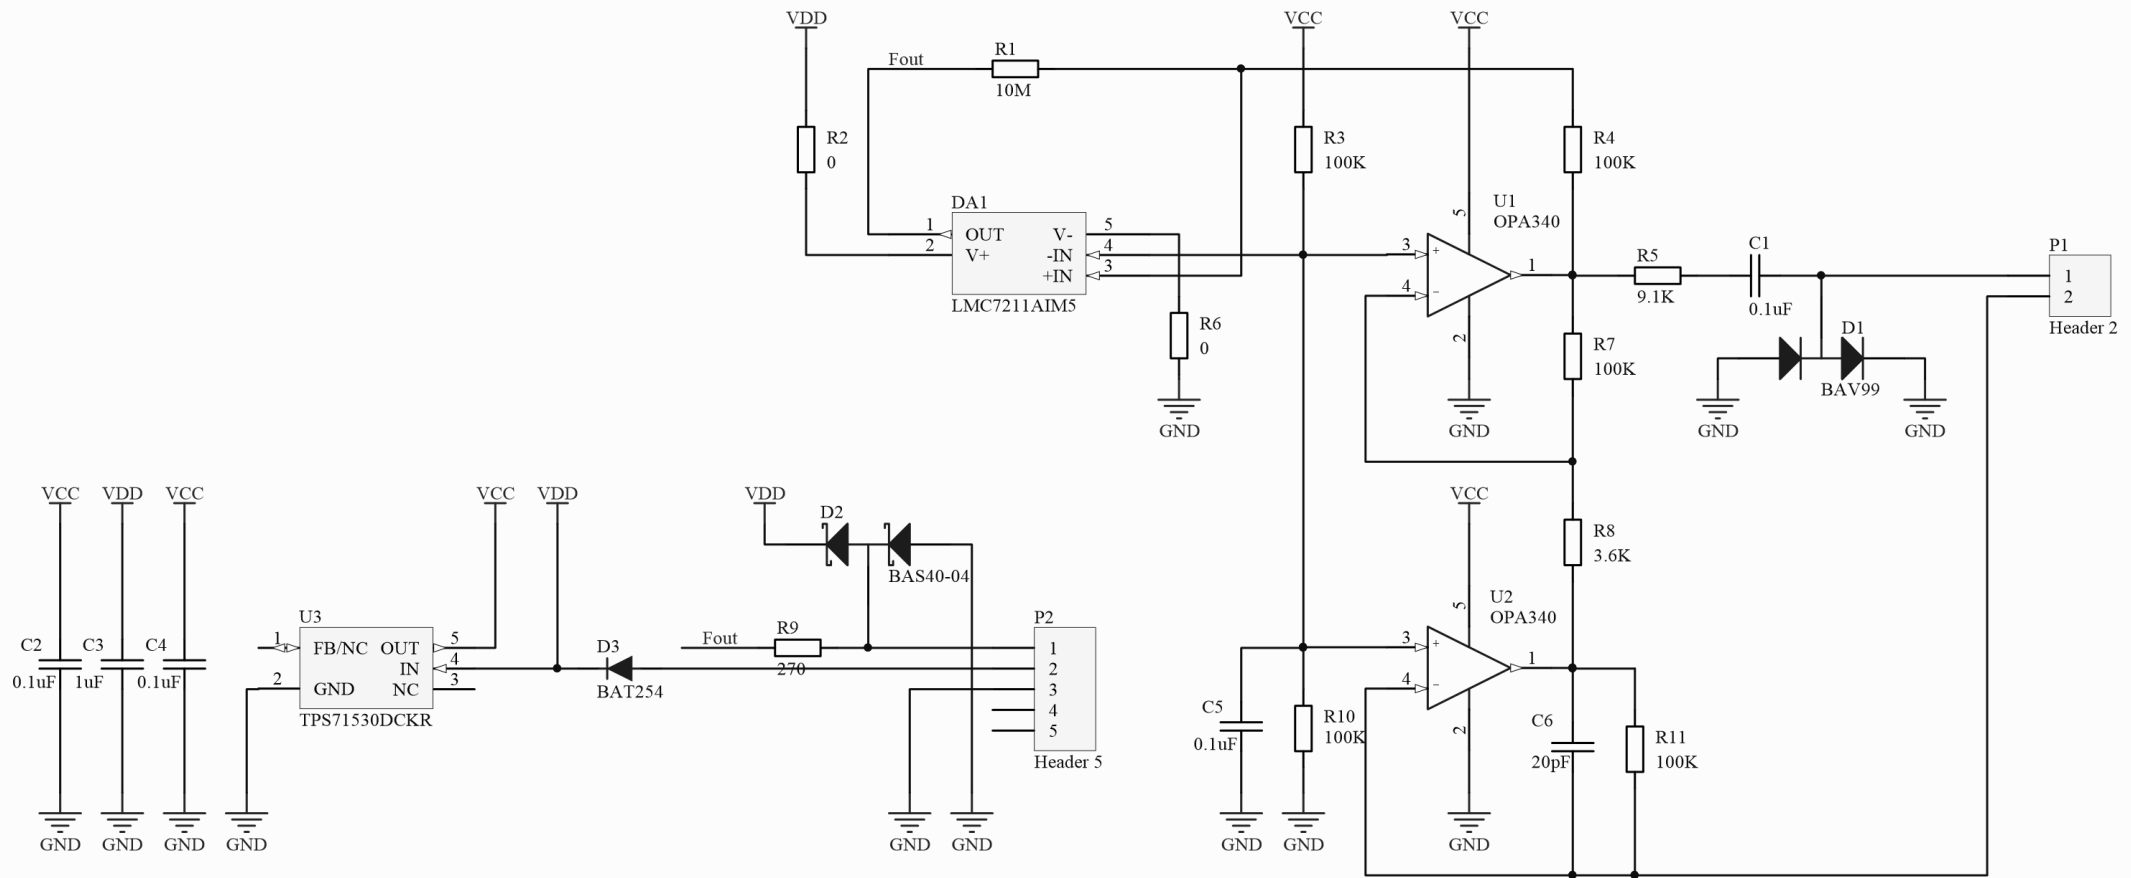 VDD
VCC
VCC
Fout
R1
10M
R2
0
R3
100K
R4
100K
DA1
1
OUT
V-
5
2
V+
-IN
4
+IN
3
LMC7211AIM5
R6
0
GND
U1
OPA340
5
3
+
1
4
−
2
GND
R5
9.1K
C1
0.1uF
P1
1
2
Header 2
R7
100K
D1
BAV99
GND
GND
VCC
VDD
VCC
VCC
VDD
VDD
D2
BAS40-04
VCC
R8
3.6K
C2
0.1uF
C3
1uF
C4
0.1uF
U3
1
FB/NC
OUT
5
IN
4
2
GND
NC
3
TPS71530DCKR
D3
BAT254
Fout
R9
270
P2
1
2
3
4
5
Header 5
U2
OPA340
5
3
+
1
4
−
2
C5
0.1uF
R10
100K
C6
20pF
R11
100K
GND
GND
GND
GND
GND
GND
GND
GND
GND